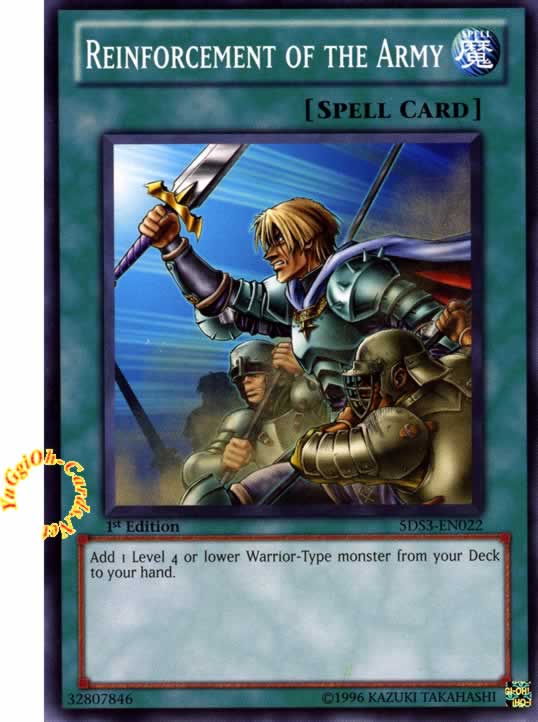 REINFORCEMENT OF THE ARMY
SPELL
魔
[SPELL CARD]
YuGgiOh-Cards.Net
1st Edition
5DS3-EN022
Add 1 Level 4 or lower Warrior-Type monster from your Deck
to your hand.
32807846
©1996 KAZUKI TAKAHASHI